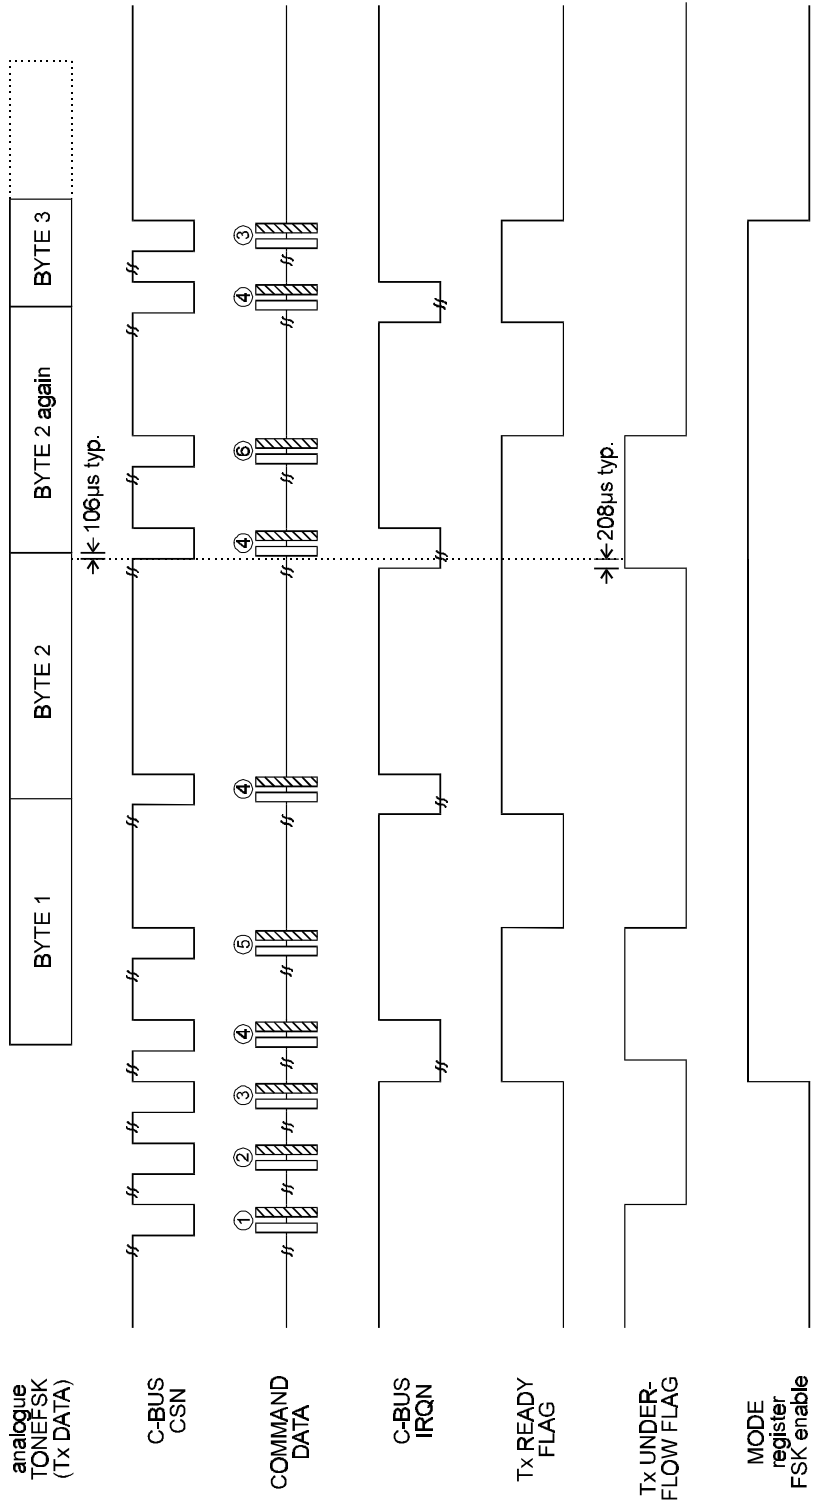 analogue
TONEFSK
(Tx DATA)
BYTE 1
BYTE 2
BYTE 2 again
BYTE 3
106µs typ.
C-BUS
CSN
COMMAND
DATA
① ② ③ ④ ⑤ ④ ④ ⑥ ④ ③
C-BUS
IRQN
Tx READY
FLAG
Tx UNDER-
FLOW FLAG
208µs typ.
MODE
register
FSK enable